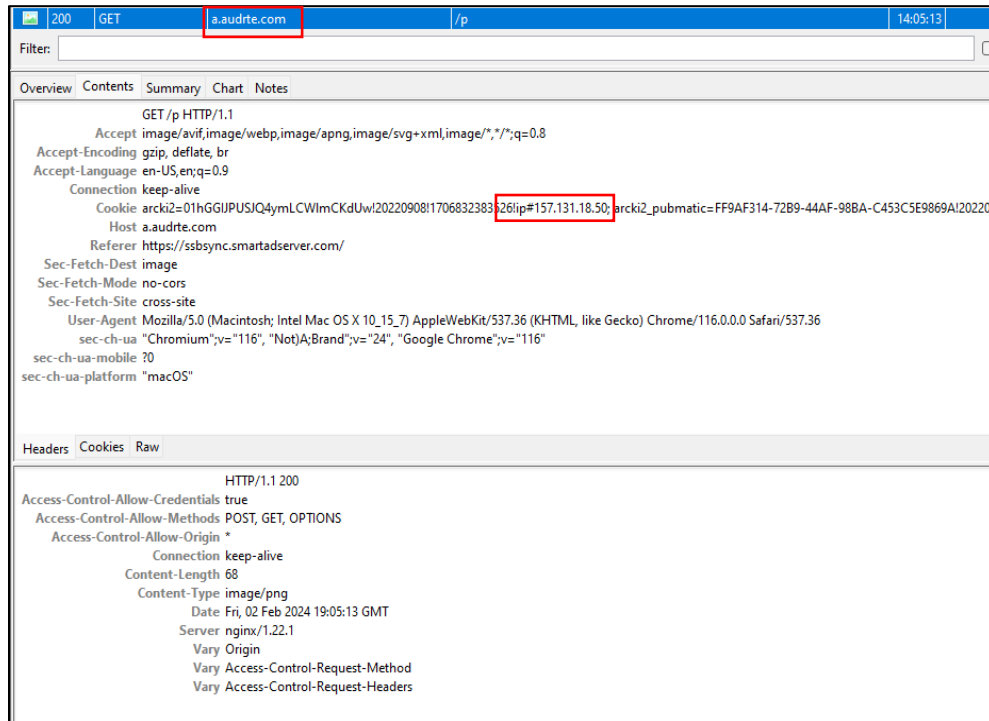 200 GET a.audrte.com /p 14:05:13
Filter:
Overview Contents Summary Chart Notes
GET /p HTTP/1.1
Accept image/avif,image/webp,image/apng,image/svg+xml,image/*,*/*;q=0.8
Accept-Encoding gzip, deflate, br
Accept-Language en-US,en;q=0.9
Connection keep-alive
Cookie arcki2=01hGGIJPUSJQ4ymLCWImCKdUw!20220908!1706832383526!ip#157.131.18.50; arcki2_pubmatic=FF9AF314-72B9-44AF-98BA-C453C5E9869A!20220
Host a.audrte.com
Referer https://ssbsync.smartadserver.com/
Sec-Fetch-Dest image
Sec-Fetch-Mode no-cors
Sec-Fetch-Site cross-site
User-Agent Mozilla/5.0 (Macintosh; Intel Mac OS X 10_15_7) AppleWebKit/537.36 (KHTML, like Gecko) Chrome/116.0.0.0 Safari/537.36
sec-ch-ua "Chromium";v="116", "Not)A;Brand";v="24", "Google Chrome";v="116"
sec-ch-ua-mobile ?0
sec-ch-ua-platform "macOS"
Headers Cookies Raw
HTTP/1.1 200
Access-Control-Allow-Credentials true
Access-Control-Allow-Methods POST, GET, OPTIONS
Access-Control-Allow-Origin *
Connection keep-alive
Content-Length 68
Content-Type image/png
Date Fri, 02 Feb 2024 19:05:13 GMT
Server nginx/1.22.1
Vary Origin
Vary Access-Control-Request-Method
Vary Access-Control-Request-Headers